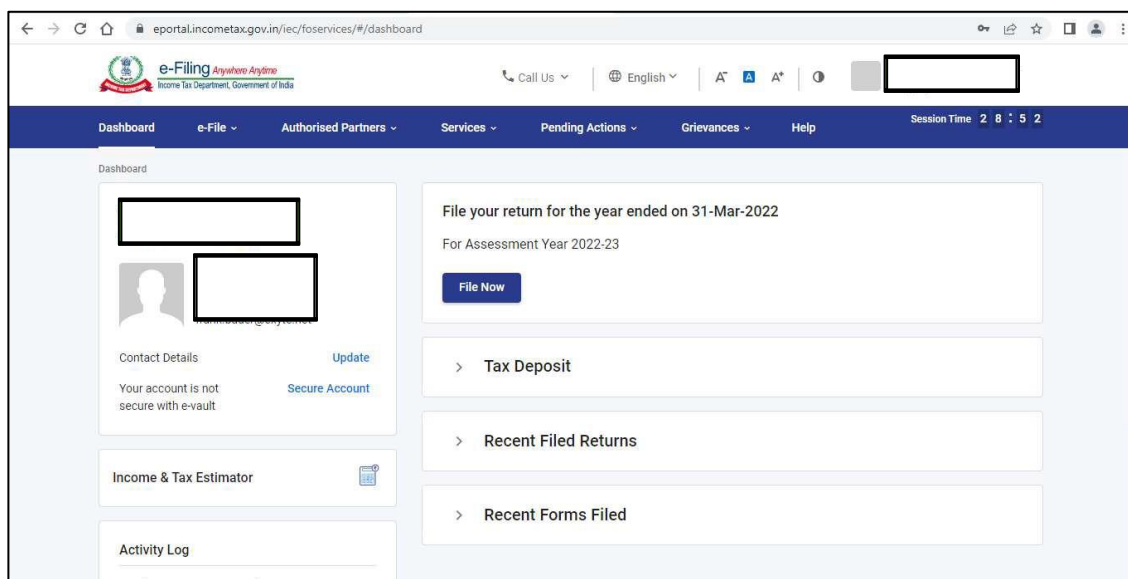 eportal.incometax.gov.in/iec/foservices/#/dashboard
e-Filing Anywhere Anytime
Income Tax Department, Government of India
Call Us
English
A- A A+
Dashboard e-File Authorised Partners Services Pending Actions Grievances Help
Session Time 2 8 : 5 2
Dashboard
Contact Details Update
Your account is not
secure with e-vault
Secure Account
Income & Tax Estimator
Activity Log
File your return for the year ended on 31-Mar-2022
For Assessment Year 2022-23
File Now
Tax Deposit
Recent Filed Returns
Recent Forms Filed